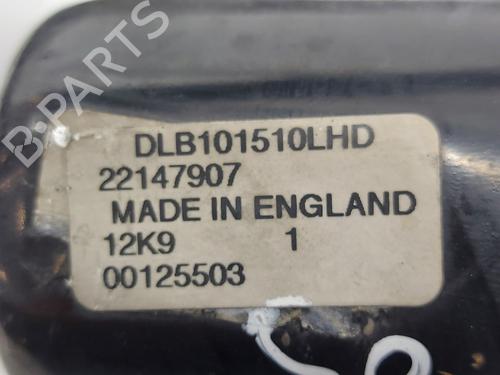 B-PARTS
DLB101510LHD
22147907
MADE IN ENGLAND
12K9 1
00125503